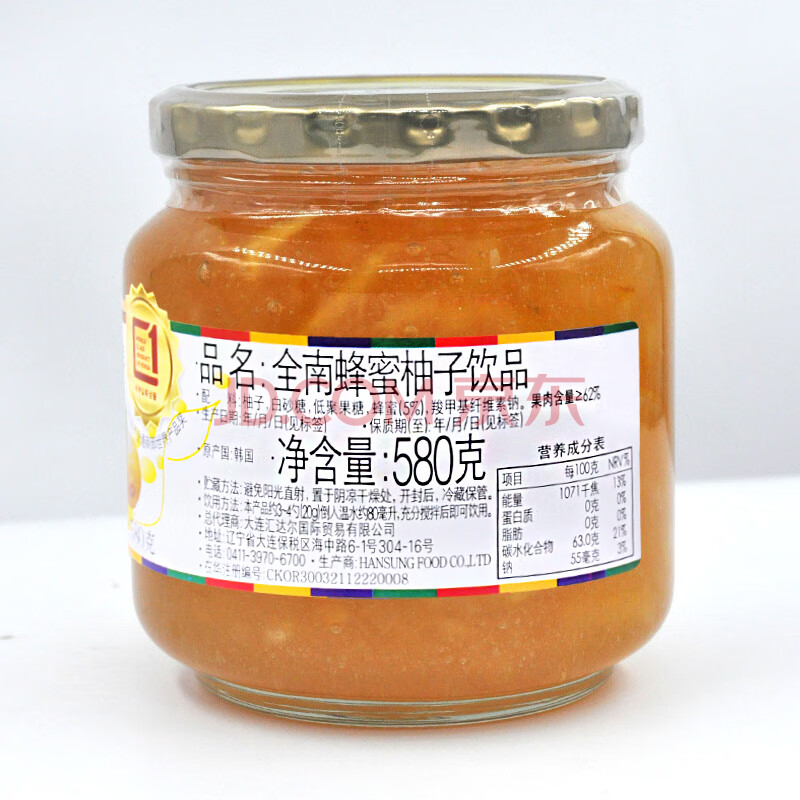 品名:全南蜂蜜柚子饮品
·配 料:柚子,白砂糖,低聚果糖,蜂蜜(5%),羧甲基纤维素钠。果肉含量≥62%
·生产日期:年/月/日(见标签) ·保质期(至):年/月/日(见标签)
·原产国:韩国
·净含量:580克
·贮藏方法:避免阳光直射,置于阴凉干燥处,开封后,冷藏保管。
·饮用方法:本产品约3-4勺(20g)倒入温水约80毫升,充分搅拌后即可饮用。
·总代理商:大连汇达尔国际贸易有限公司
·地址:辽宁省大连保税区海中路6-1号304-16号
·电话:0411-3970-6700 ·生产商:HANSUNG FOOD CO.,LTD
·在华注册编号:CKOR30032112220008
营养成分表
项目 每100克 NRV%
能量 1071千焦 13%
蛋白质 0克 0%
脂肪 0克 0%
碳水化合物 63.0克 21%
钠 55毫克 3%
JD.COM 京东
1
克